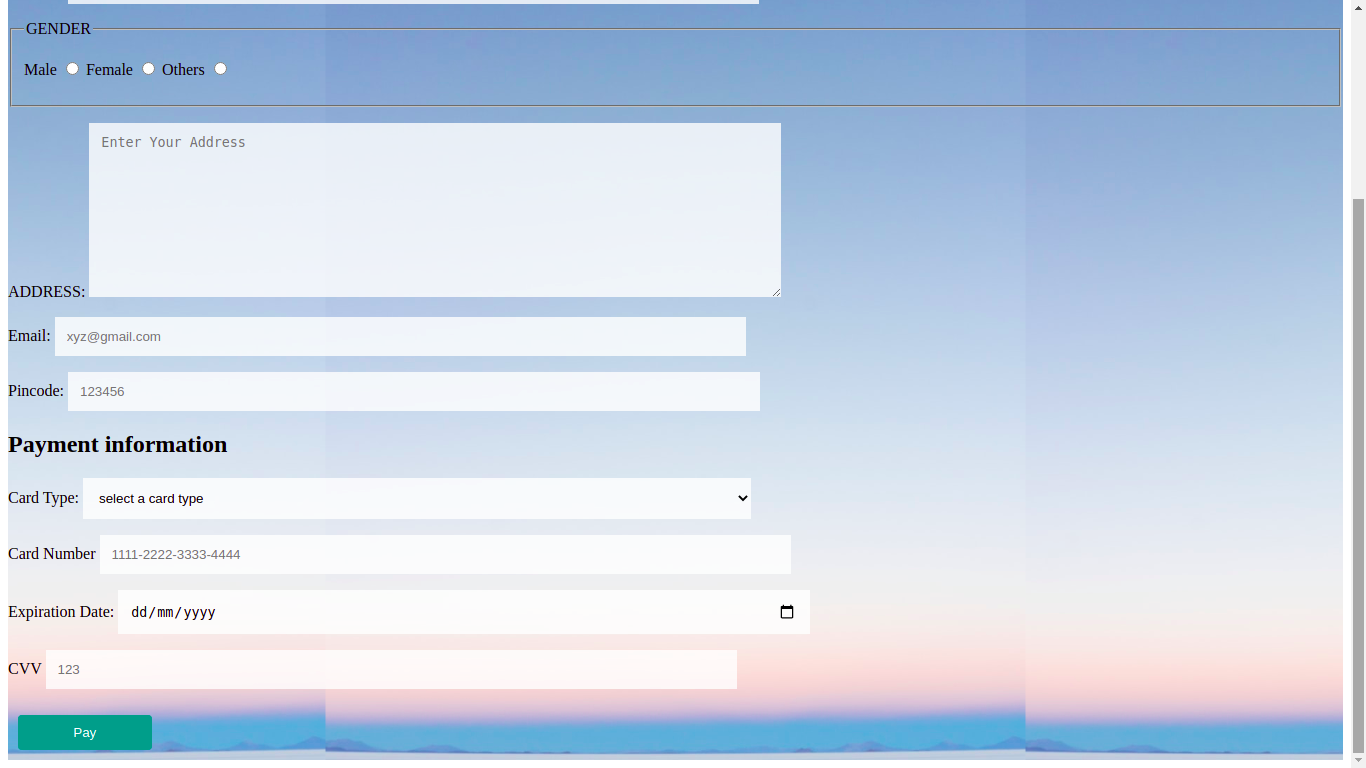 GENDER
Male Female Others
Enter Your Address
ADDRESS:
Email: xyz@gmail.com
Pincode: 123456
Payment information
Card Type: select a card type
Card Number 1111-2222-3333-4444
Expiration Date: dd/mm/yyyy
CVV 123
Pay